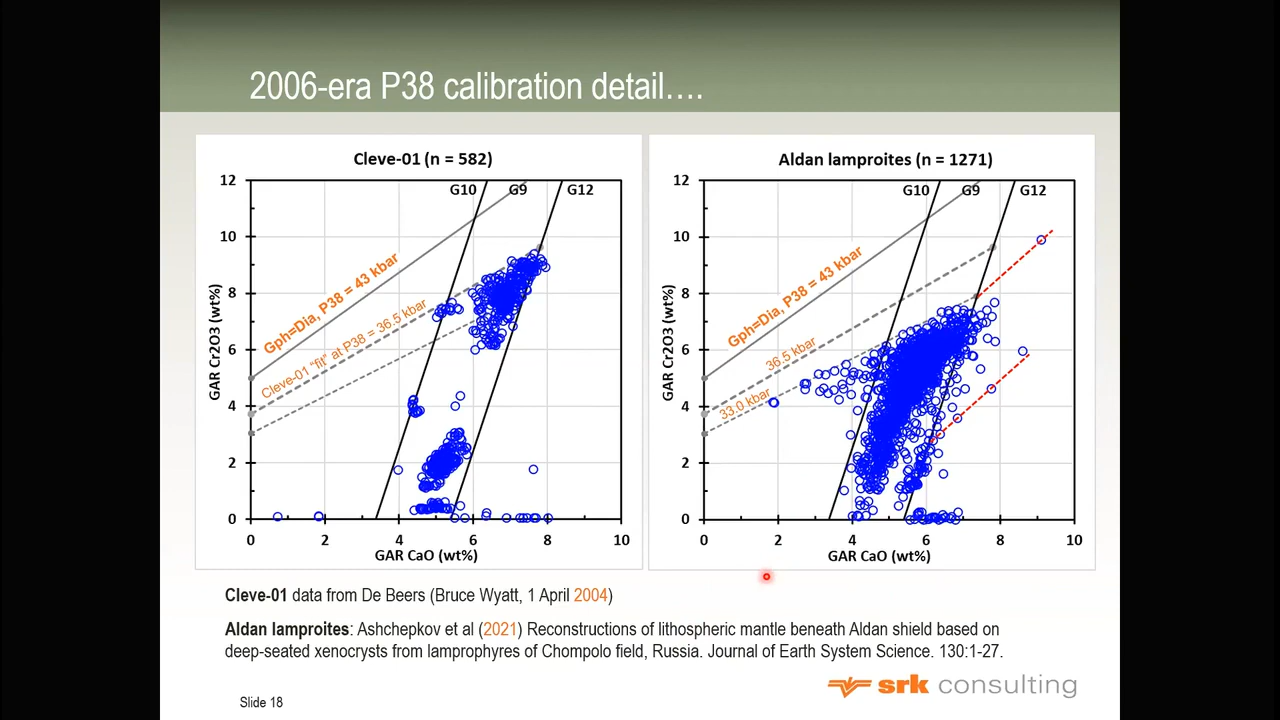 2006-era P38 calibration detail….
Cleve-01 (n = 582)
12
10
8
6
4
2
0
0 2 4 6 8 10
GAR Cr2O3 (wt%)
GAR CaO (wt%)
G10 G9 G12
Gph=Dia, P38 = 43 kbar
Cleve-01 "fit" at P38 = 36.5 kbar
Aldan lamproites (n = 1271)
12
10
8
6
4
2
0
0 2 4 6 8 10
GAR Cr2O3 (wt%)
GAR CaO (wt%)
G10 G9 G12
Gph=Dia, P38 = 43 kbar
36.5 kbar
33.0 kbar
Cleve-01 data from De Beers (Bruce Wyatt, 1 April 2004)
Aldan lamproites: Ashchepkov et al (2021) Reconstructions of lithospheric mantle beneath Aldan shield based on
deep-seated xenocrysts from lamprophyres of Chompolo field, Russia. Journal of Earth System Science. 130:1-27.
srk consulting
Slide 18